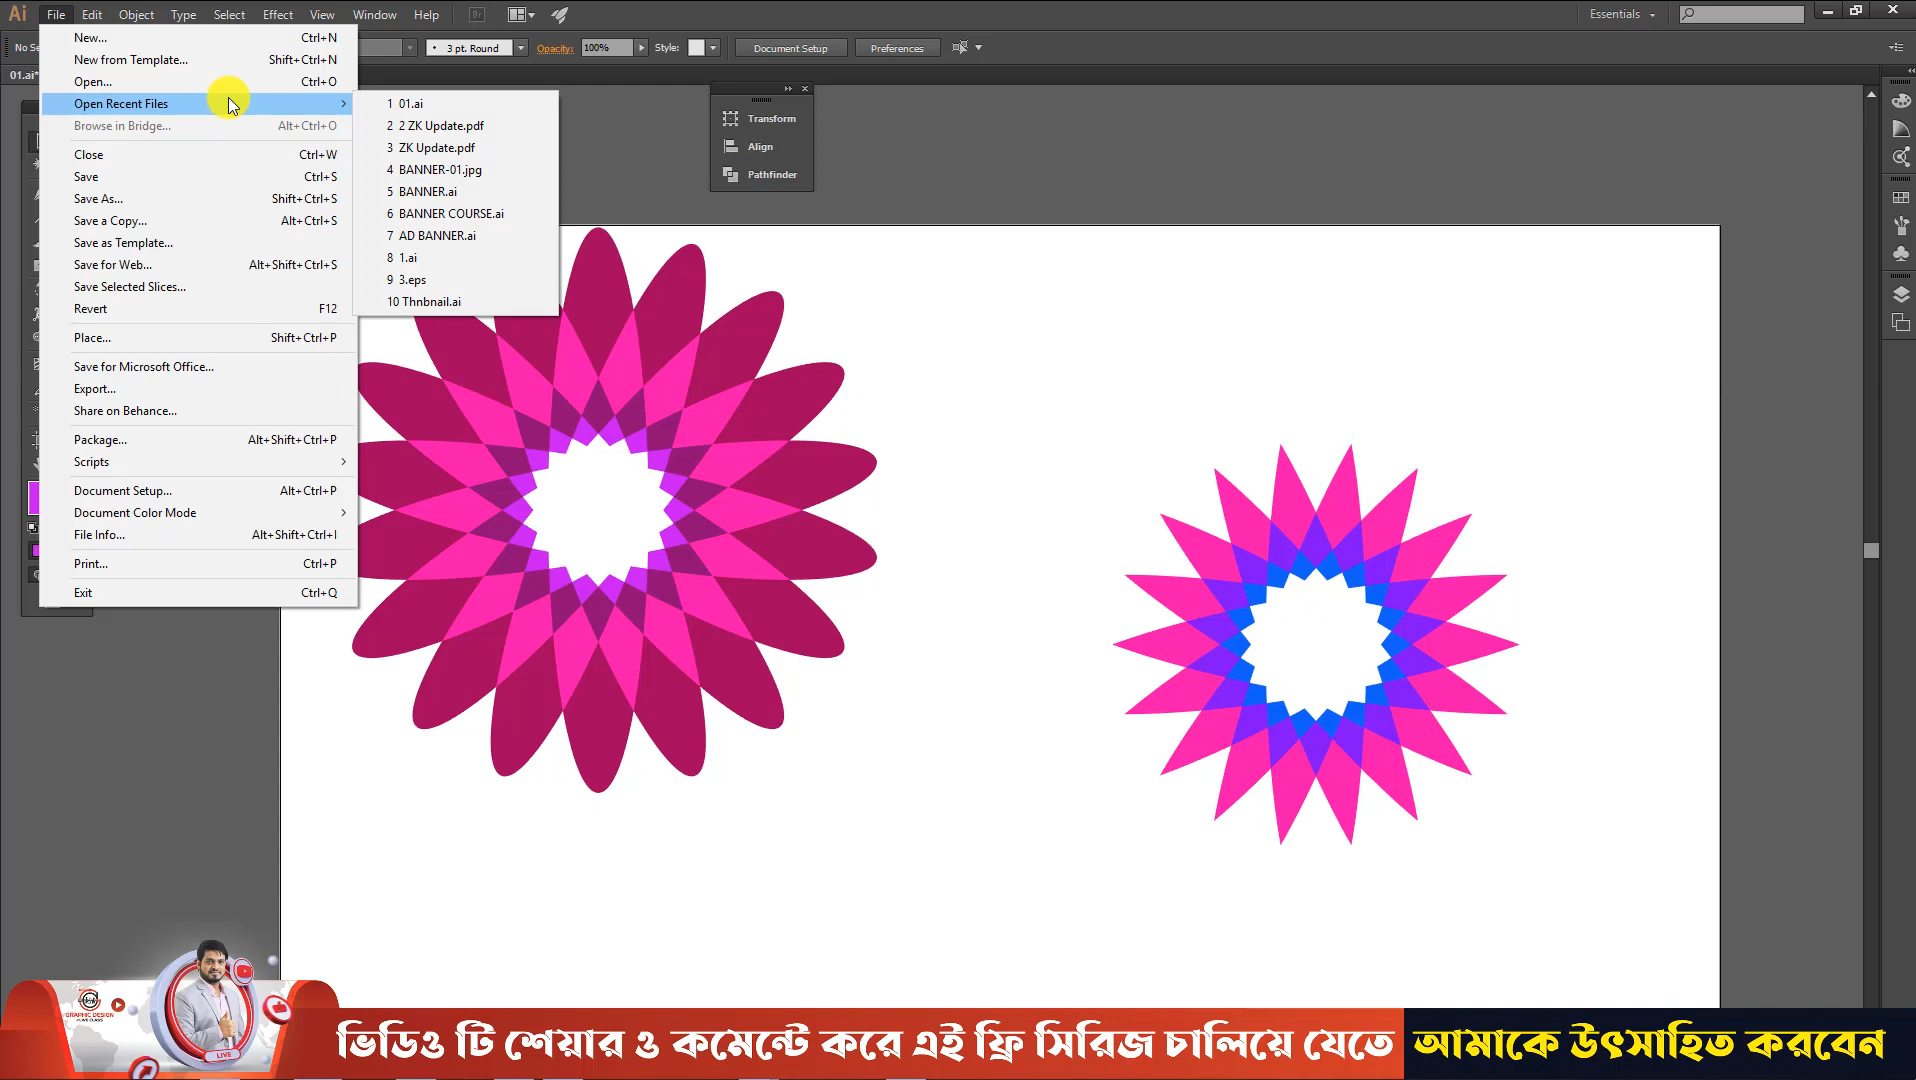 Ai File Edit Object Type Select Effect View Window Help Br Essentials
3 pt. Round Opacity: 100% Style: Document Setup Preferences
01.ai*
New... Ctrl+N
New from Template... Shift+Ctrl+N
Open... Ctrl+O
Open Recent Files
Browse in Bridge... Alt+Ctrl+O
Close Ctrl+W
Save Ctrl+S
Save As... Shift+Ctrl+S
Save a Copy... Alt+Ctrl+S
Save as Template...
Save for Web... Alt+Shift+Ctrl+S
Save Selected Slices...
Revert F12
Place... Shift+Ctrl+P
Save for Microsoft Office...
Export...
Share on Behance...
Package... Alt+Shift+Ctrl+P
Scripts
Document Setup... Alt+Ctrl+P
Document Color Mode
File Info... Alt+Shift+Ctrl+I
Print... Ctrl+P
Exit Ctrl+Q
1 01.ai
2 2 ZK Update.pdf
3 ZK Update.pdf
4 BANNER-01.jpg
5 BANNER.ai
6 BANNER COURSE.ai
7 AD BANNER.ai
8 1.ai
9 3.eps
10 Thnbnail.ai
Transform
Align
Pathfinder
GRAPHIC DESIGN
LIVE CLASS
LIVE
ভিডিও টি শেয়ার ও কমেন্টে করে এই ফ্রি সিরিজ চালিয়ে যেতে আমাকে উৎসাহিত করবেন